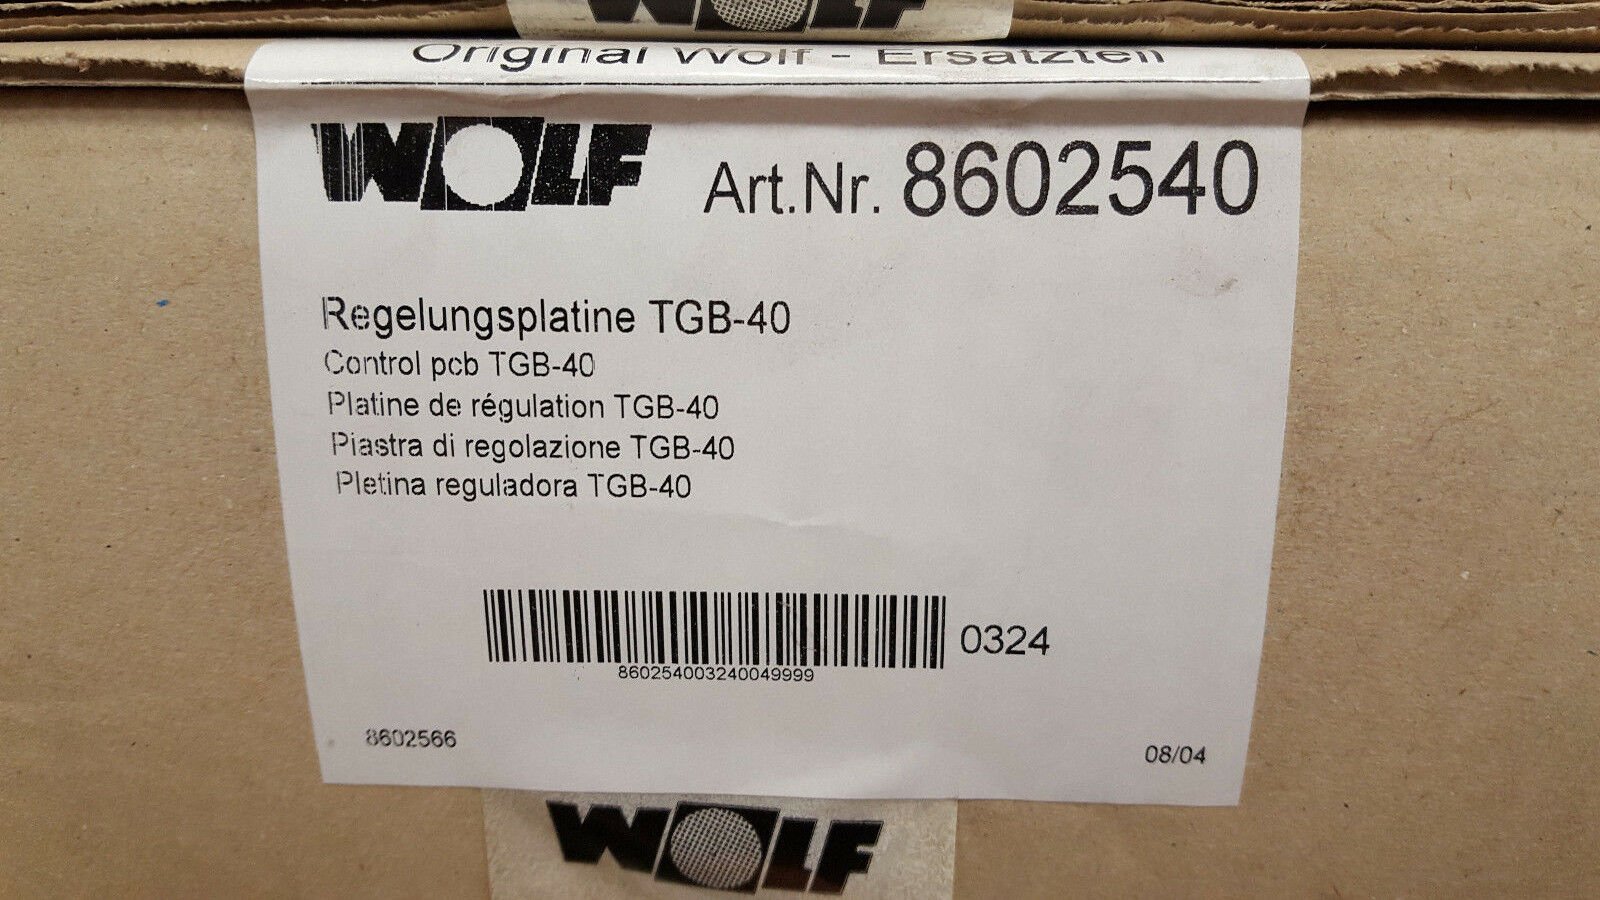 WOLF
Original Wolf - Ersatzteil
WOLF Art.Nr. 8602540
Regelungsplatine TGB-40
Control pcb TGB-40
Platine de régulation TGB-40
Piastra di regolazione TGB-40
Pletina reguladora TGB-40
0324
860254003240049999
8602566 08/04
WOLF